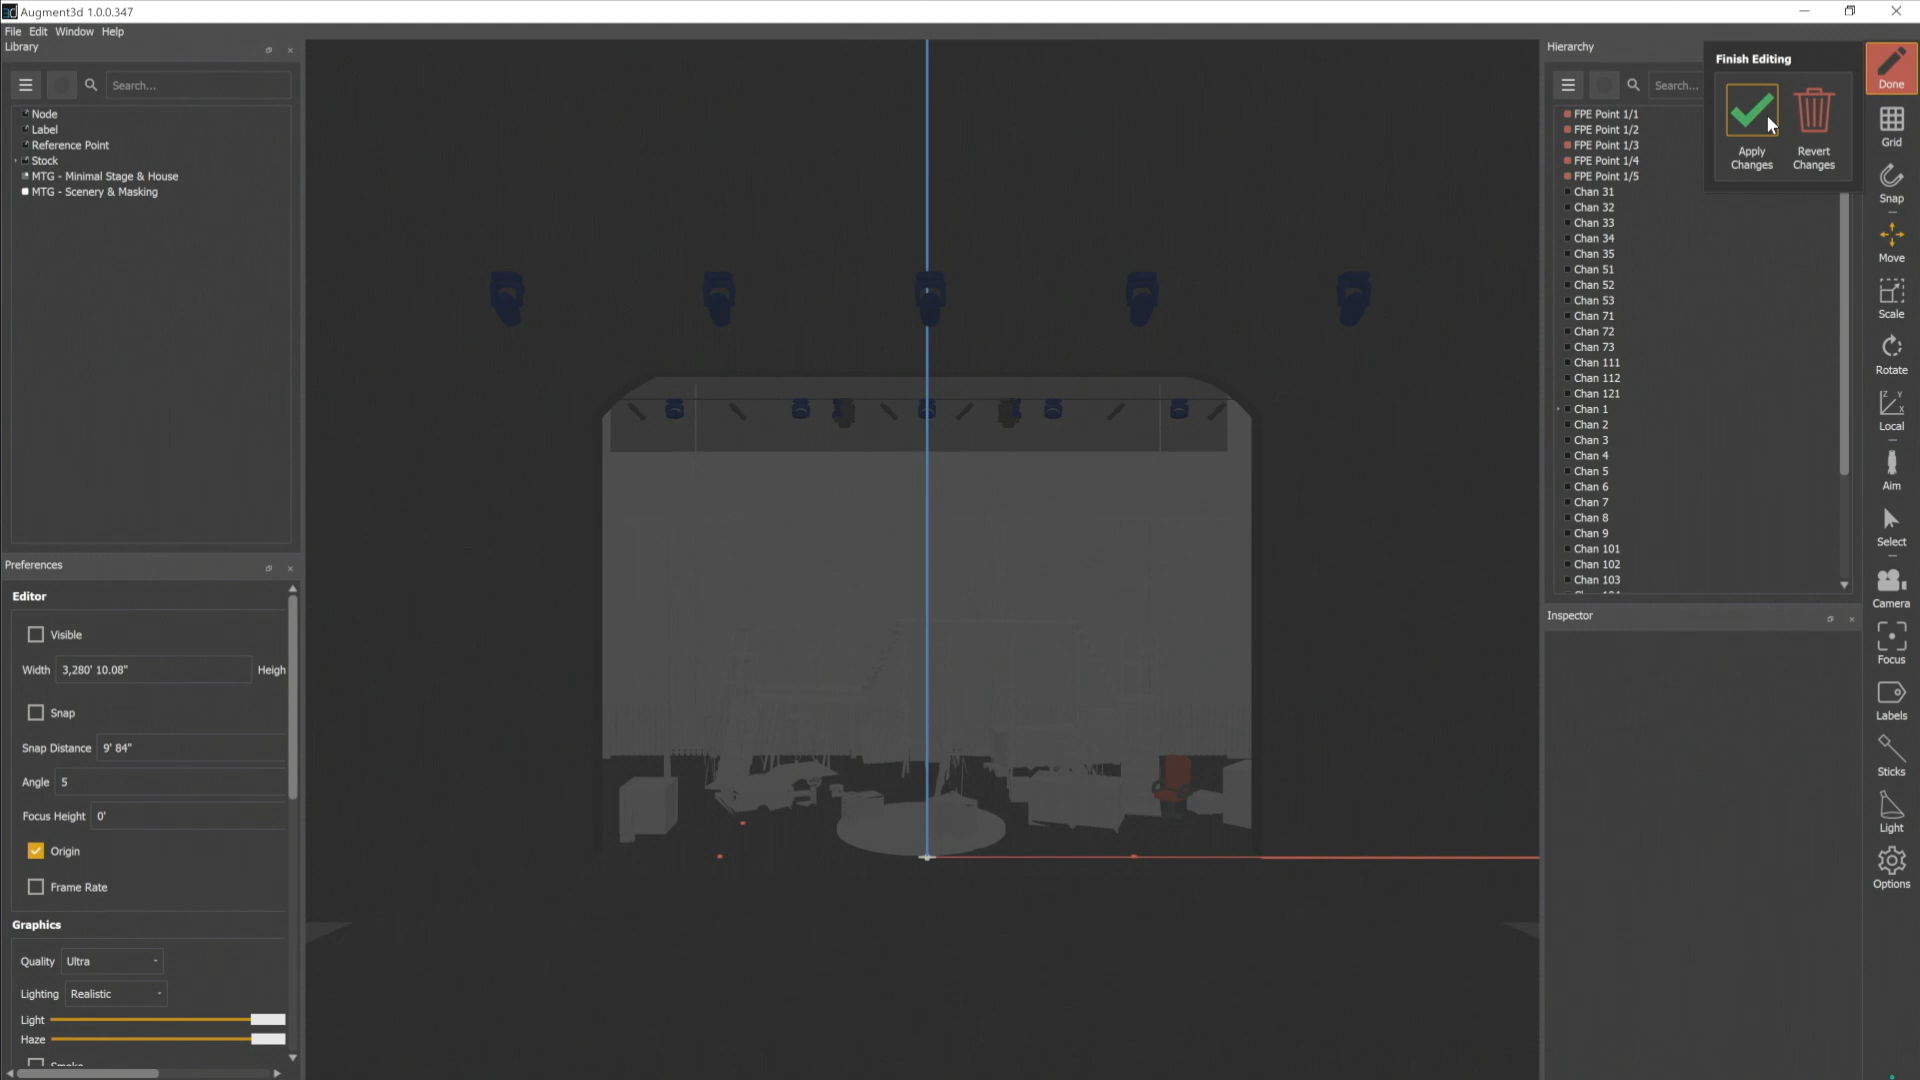 Augment3d 1.0.0.347
File Edit Window Help
Library
Search...
Node
Label
Reference Point
Stock
MTG - Minimal Stage & House
MTG - Scenery & Masking
Preferences
Editor
Visible
Width 3,280' 10.08" Heigh
Snap
Snap Distance 9' 84"
Angle 5
Focus Height 0'
Origin
Frame Rate
Graphics
Quality Ultra
Lighting Realistic
Light
Haze
Hierarchy
Search...
FPE Point 1/1
FPE Point 1/2
FPE Point 1/3
FPE Point 1/4
FPE Point 1/5
Chan 31
Chan 32
Chan 33
Chan 34
Chan 35
Chan 51
Chan 52
Chan 53
Chan 71
Chan 72
Chan 73
Chan 111
Chan 112
Chan 121
Chan 1
Chan 2
Chan 3
Chan 4
Chan 5
Chan 6
Chan 7
Chan 8
Chan 9
Chan 101
Chan 102
Chan 103
Inspector
Finish Editing
Apply Changes
Revert Changes
Done
Grid
Snap
Move
Scale
Rotate
Z Y X
Local
Aim
Select
Camera
Focus
Labels
Sticks
Light
Options